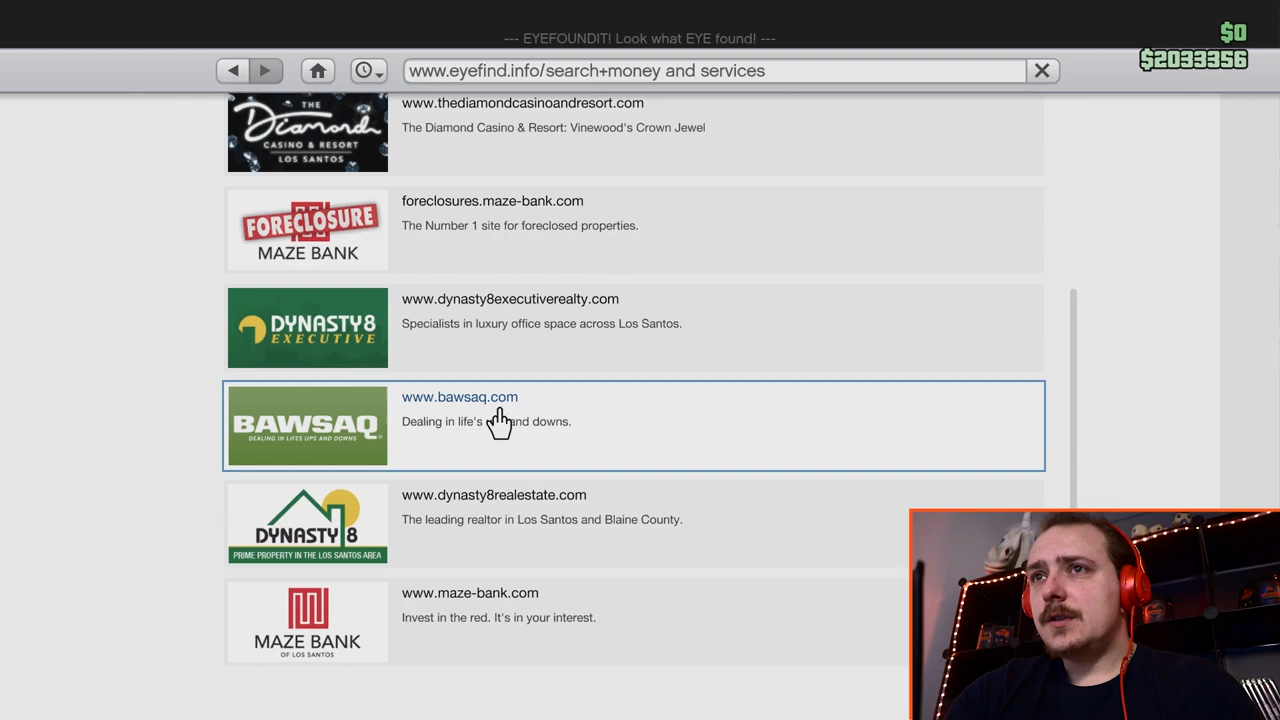 --- EYEFOUNDIT! Look what EYE found! ---
$0
$2033356
www.eyefind.info/search+money and services
THE
Diamond
CASINO & RESORT
LOS SANTOS
www.thediamondcasinoandresort.com
The Diamond Casino & Resort: Vinewood's Crown Jewel
FORECLOSURE
MAZE BANK
foreclosures.maze-bank.com
The Number 1 site for foreclosed properties.
DYNASTY8
EXECUTIVE
www.dynasty8executiverealty.com
Specialists in luxury office space across Los Santos.
BAWSAQ
DEALING IN LIFES UPS AND DOWNS
www.bawsaq.com
Dealing in life's and downs.
DYNASTY 8
PRIME PROPERTY IN THE LOS SANTOS AREA
www.dynasty8realestate.com
The leading realtor in Los Santos and Blaine County.
MAZE BANK
OF LOS SANTOS
www.maze-bank.com
Invest in the red. It's in your interest.